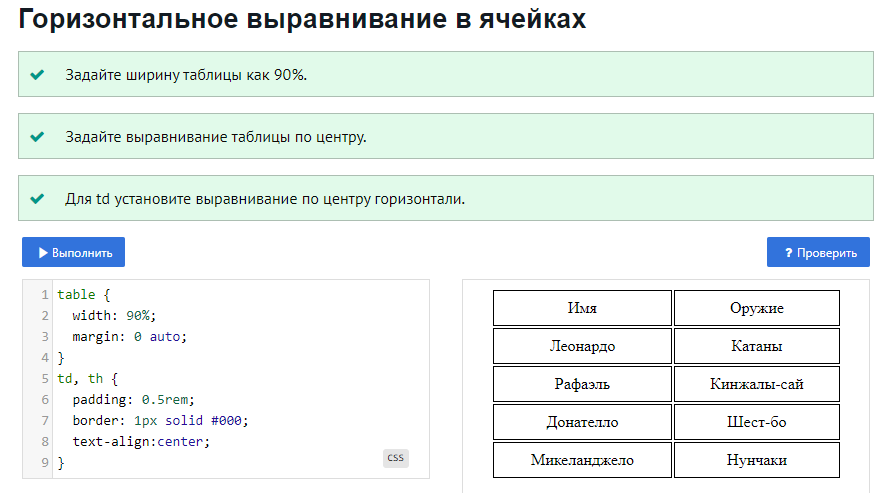 Горизонтальное выравнивание в ячейках
Задайте ширину таблицы как 90%.
Задайте выравнивание таблицы по центру.
Для td установите выравнивание по центру горизонтали.
Выполнить
? Проверить
1 table {
2 width: 90%;
3 margin: 0 auto;
4 }
5 td, th {
6 padding: 0.5rem;
7 border: 1px solid #000;
8 text-align:center;
9 }
CSS
Имя Оружие
Леонардо Катаны
Рафаэль Кинжалы-сай
Донателло Шест-бо
Микеланджело Нунчаки